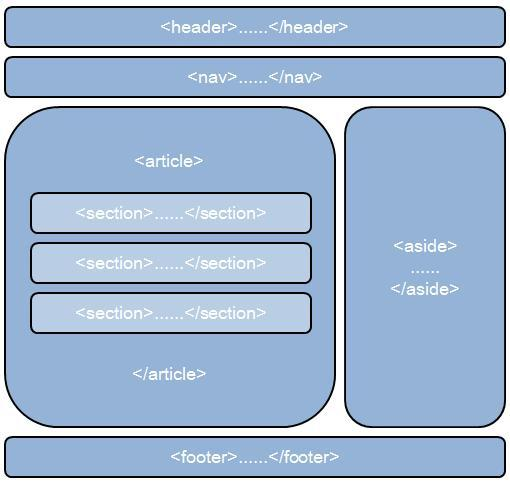 <header>......</header>
<nav>......</nav>
<article>
<section>......</section>
<section>......</section>
<section>......</section>
</article>
<aside>
......
</aside>
<footer>......</footer>